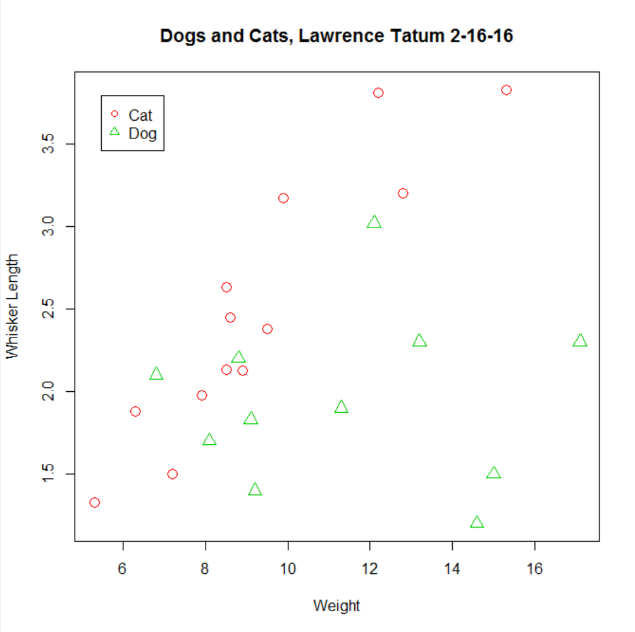 Dogs and Cats, Lawrence Tatum 2-16-16
Cat
Dog
3.5
3.0
2.5
2.0
1.5
Whisker Length
6 8 10 12 14 16
Weight